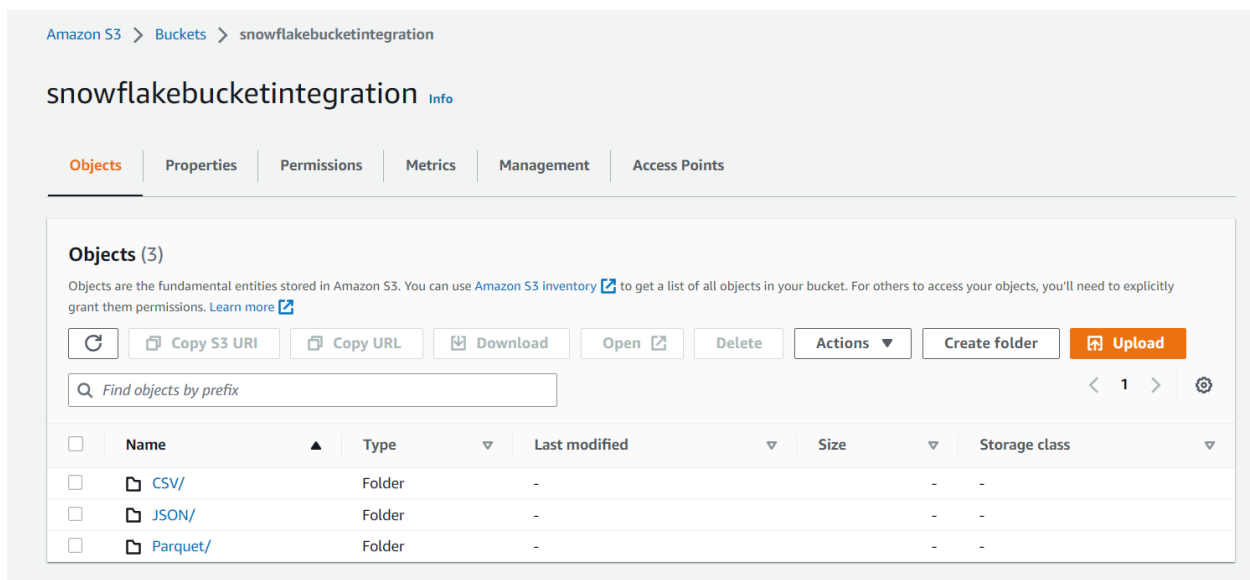 Amazon S3 > Buckets > snowflakebucketintegration
snowflakebucketintegration Info
Objects Properties Permissions Metrics Management Access Points
Objects (3)
Objects are the fundamental entities stored in Amazon S3. You can use Amazon S3 inventory to get a list of all objects in your bucket. For others to access your objects, you'll need to explicitly
grant them permissions. Learn more
Copy S3 URI Copy URL Download Open Delete Actions Create folder Upload
Find objects by prefix
< 1 >
Name Type Last modified Size Storage class
CSV/ Folder - - -
JSON/ Folder - - -
Parquet/ Folder - - -